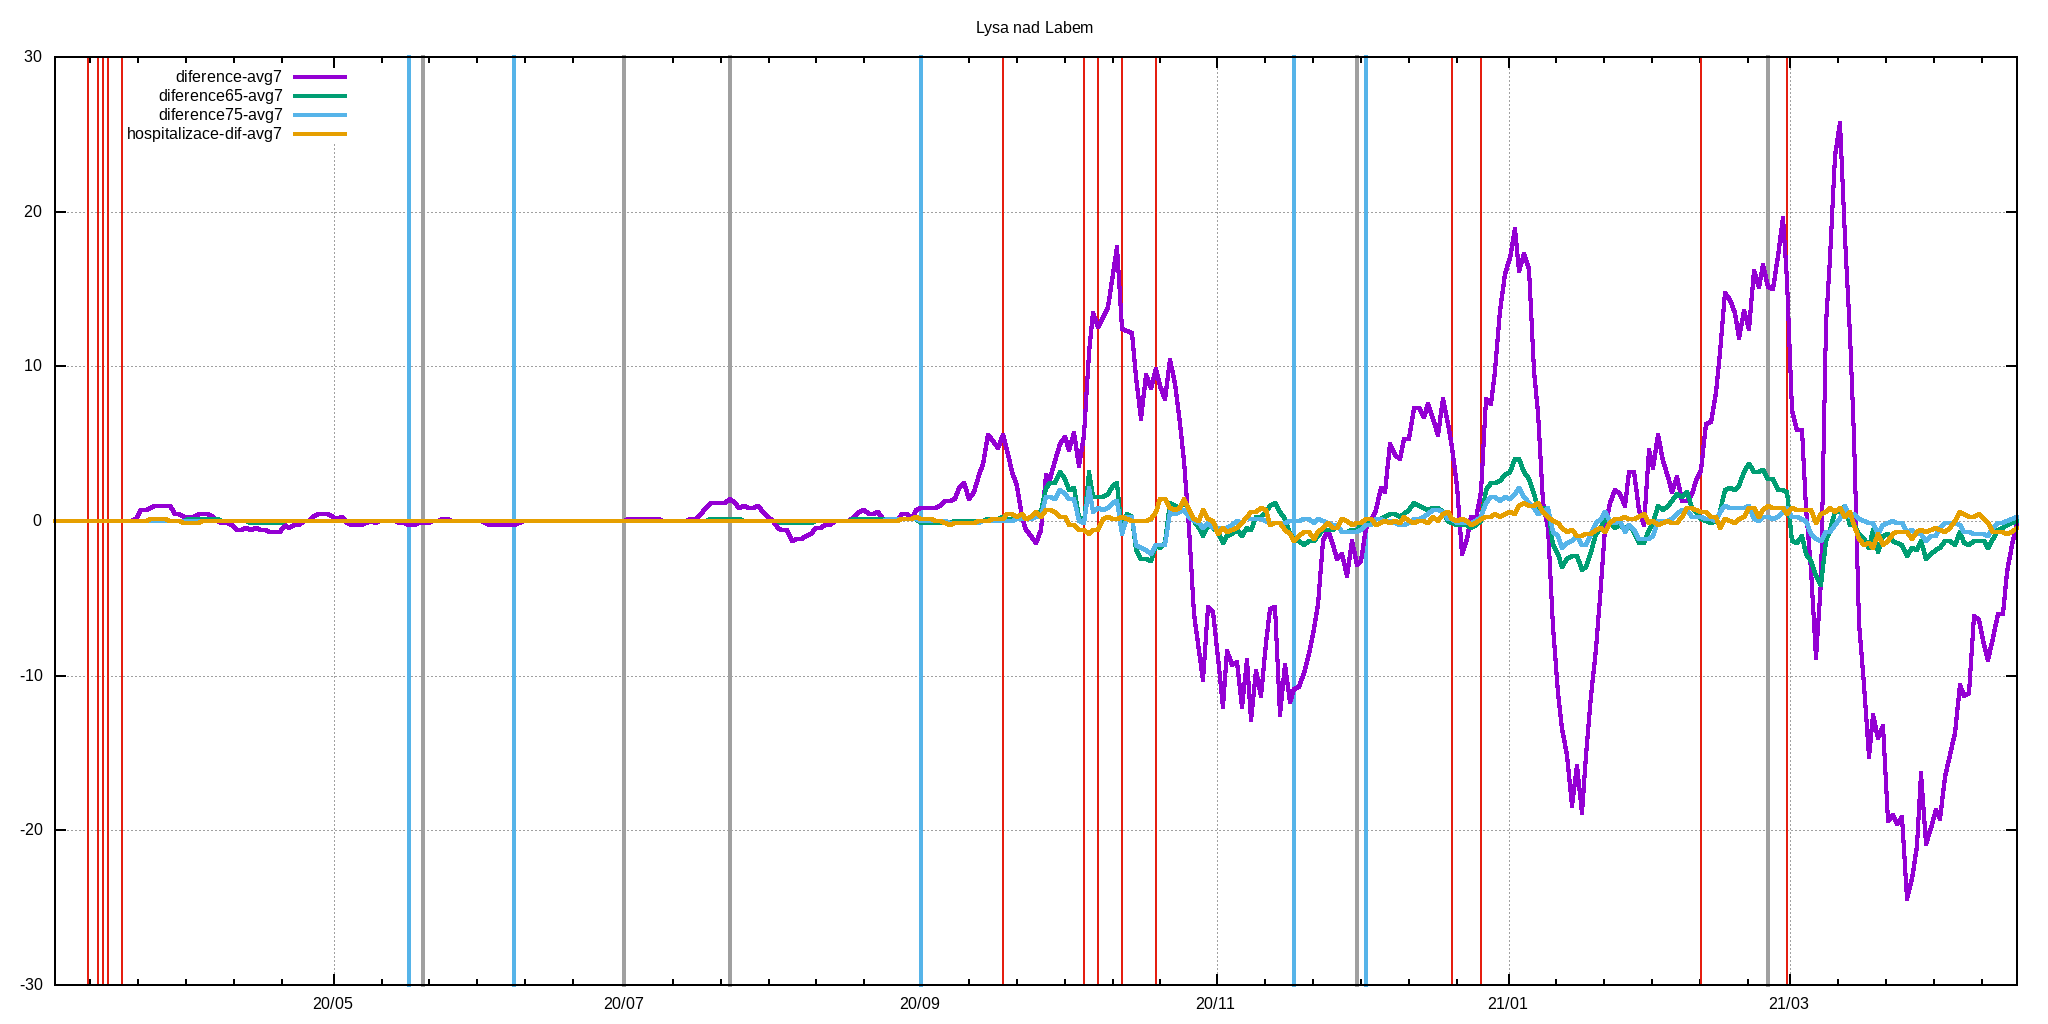 Lysa nad Labem
30
20
10
0
-10
-20
-30
diference-avg7
diference65-avg7
diference75-avg7
hospitalizace-dif-avg7
20/05
20/07
20/09
20/11
21/01
21/03